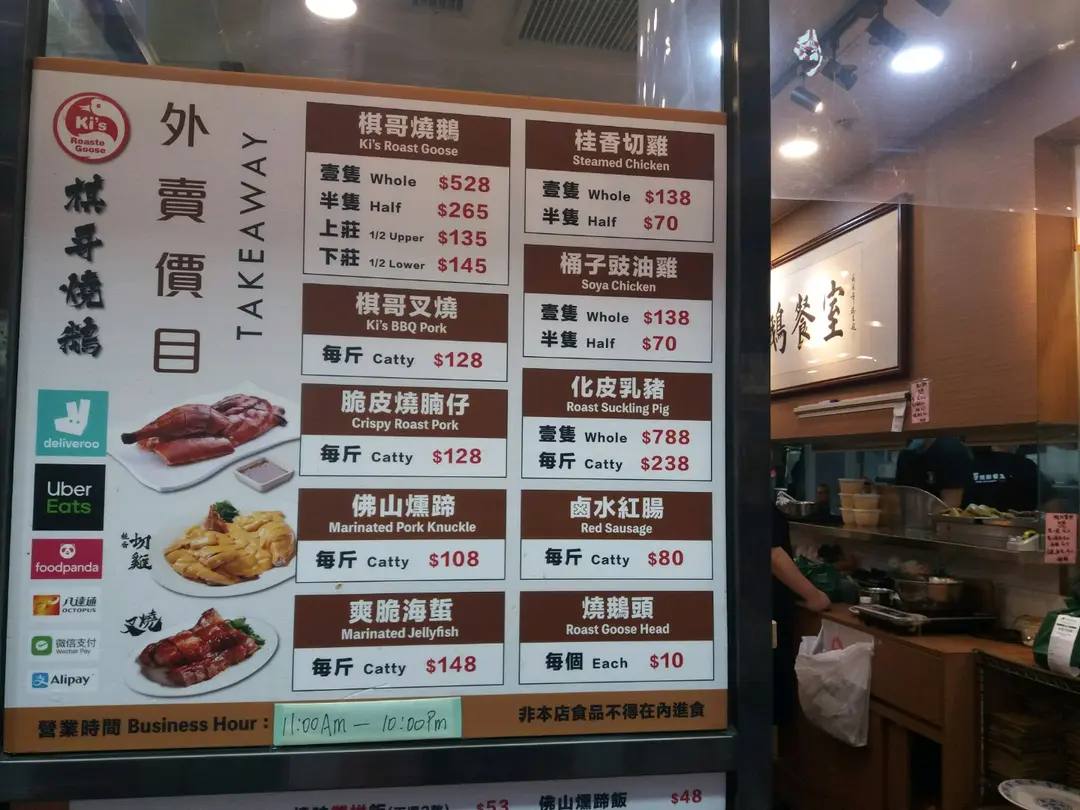 Ki's
Roast
Goose
棋哥燒鵝
外賣價目
TAKEAWAY
deliveroo
Uber
Eats
foodpanda
八達通
OCTOPUS
微信支付
WeChat Pay
支 Alipay
切雞
叉燒
棋哥燒鵝
Ki's Roast Goose
壹隻 Whole $528
半隻 Half $265
上莊 1/2 Upper $135
下莊 1/2 Lower $145
棋哥叉燒
Ki's BBQ Pork
每斤 Catty $128
脆皮燒腩仔
Crispy Roast Pork
每斤 Catty $128
佛山燻蹄
Marinated Pork Knuckle
每斤 Catty $108
爽脆海蜇
Marinated Jellyfish
每斤 Catty $148
桂香切雞
Steamed Chicken
壹隻 Whole $138
半隻 Half $70
桶子豉油雞
Soya Chicken
壹隻 Whole $138
半隻 Half $70
化皮乳豬
Roast Suckling Pig
壹隻 Whole $788
每斤 Catty $238
鹵水紅腸
Red Sausage
每斤 Catty $80
燒鵝頭
Roast Goose Head
每個 Each $10
營業時間 Business Hour : 11:00Am — 10:00Pm
非本店食品不得在內進食
$53
佛山燻蹄飯 $48
鵝餐室